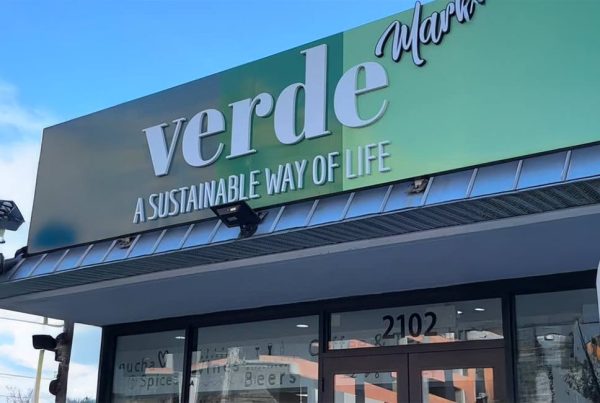 verde
Mark
A SUSTAINABLE WAY OF LIFE
2102
Spices
Beers